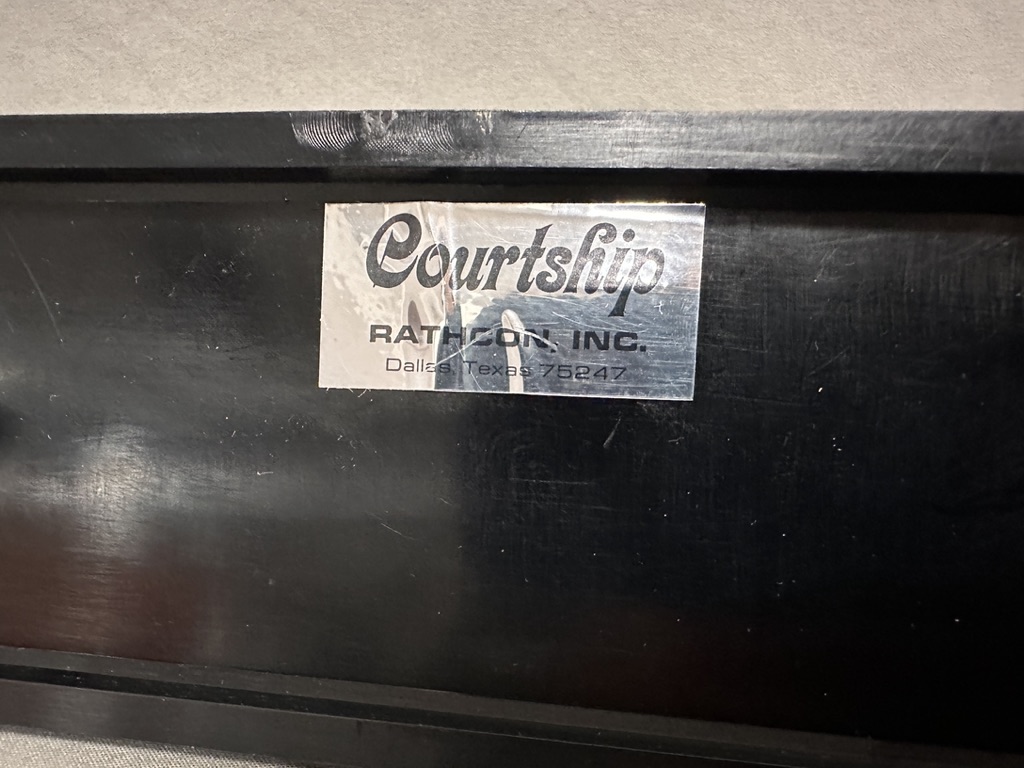 Courtship
RATHCON, INC.
Dallas, Texas 75247